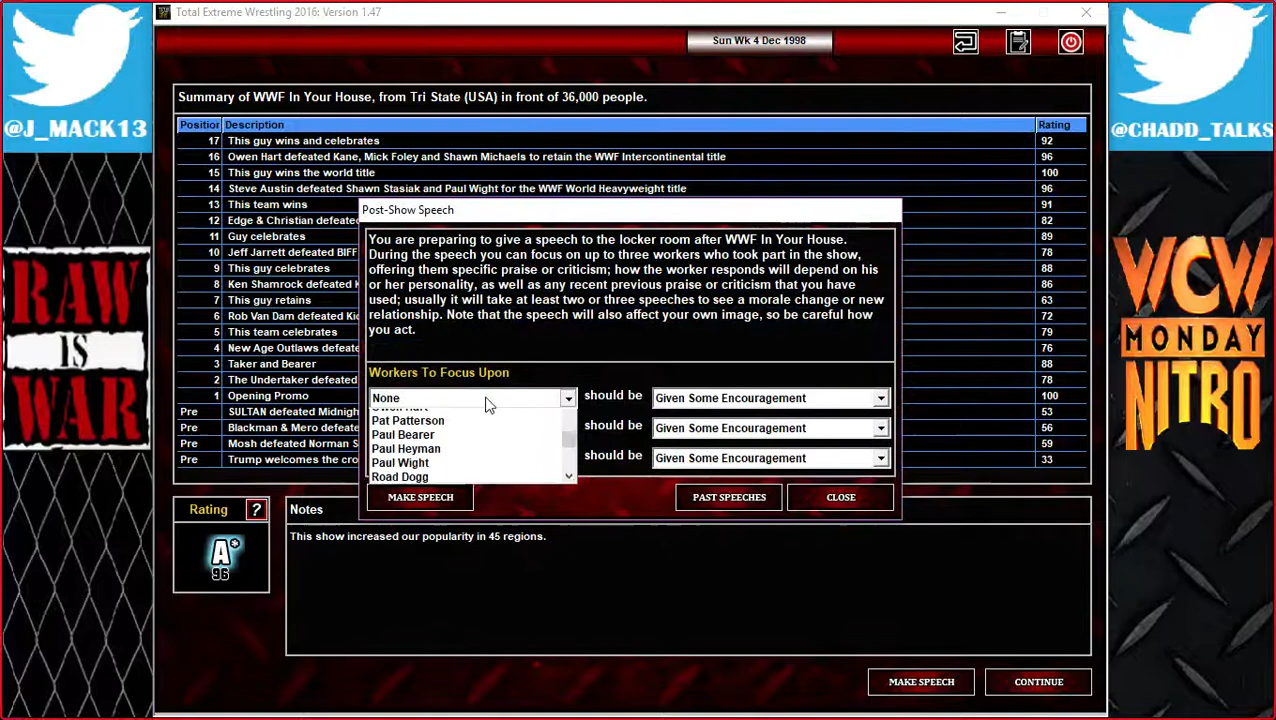 Total Extreme Wrestling 2016: Version 1.47
Sun Wk 4 Dec 1998
@J_MACK13
@CHADD_TALKS
RAW
IS
WAR
WCW
MONDAY
NITRO
Summary of WWF In Your House, from Tri State (USA) in front of 36,000 people.
Position Description Rating
17 This guy wins and celebrates 92
16 Owen Hart defeated Kane, Mick Foley and Shawn Michaels to retain the WWF Intercontinental title 96
15 This guy wins the world title 100
14 Steve Austin defeated Shawn Stasiak and Paul Wight for the WWF World Heavyweight title 96
13 This team wins 91
12 Edge & Christian defeated 82
11 Guy celebrates 89
10 Jeff Jarrett defeated BIFF 78
9 This guy celebrates 88
8 Ken Shamrock defeated K 86
7 This guy retains 63
6 Rob Van Dam defeated Kid 72
5 This team celebrates 79
4 New Age Outlaws defeate 76
3 Taker and Bearer 88
2 The Undertaker defeated 78
1 Opening Promo 100
Pre SULTAN defeated Midnigh 53
Pre Blackman & Mero defeated 56
Pre Mosh defeated Norman S 59
Pre Trump welcomes the cro 33
Post-Show Speech
You are preparing to give a speech to the locker room after WWF In Your House.
During the speech you can focus on up to three workers who took part in the show,
offering them specific praise or criticism; how the worker responds will depend on his
or her personality, as well as any recent previous praise or criticism that you have
used; usually it will take at least two or three speeches to see a morale change or new
relationship. Note that the speech will also affect your own image, so be careful how
you act.
Workers To Focus Upon
None should be Given Some Encouragement
Owen Hart
Pat Patterson
should be Given Some Encouragement
Paul Bearer
Paul Heyman
should be Given Some Encouragement
Paul Wight
Road Dogg
MAKE SPEECH PAST SPEECHES CLOSE
Rating ?
A*
96
Notes
This show increased our popularity in 45 regions.
MAKE SPEECH CONTINUE